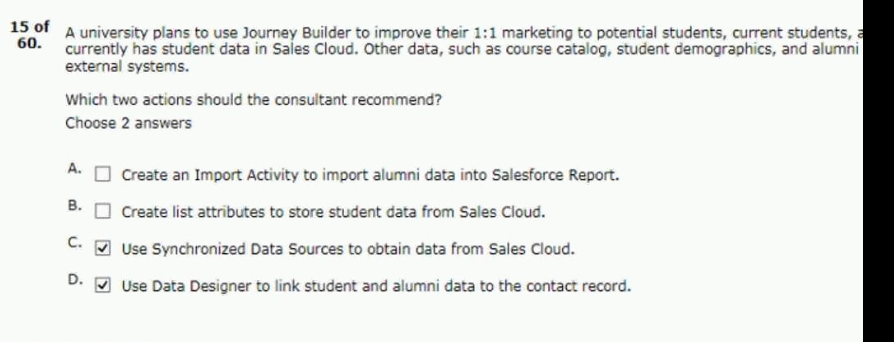 15 of
60.
A university plans to use Journey Builder to improve their 1:1 marketing to potential students, current students,
currently has student data in Sales Cloud. Other data, such as course catalog, student demographics, and alumni
external systems.
Which two actions should the consultant recommend?
Choose 2 answers
A. Create an Import Activity to import alumni data into Salesforce Report.
B. Create list attributes to store student data from Sales Cloud.
C. Use Synchronized Data Sources to obtain data from Sales Cloud.
D. Use Data Designer to link student and alumni data to the contact record.